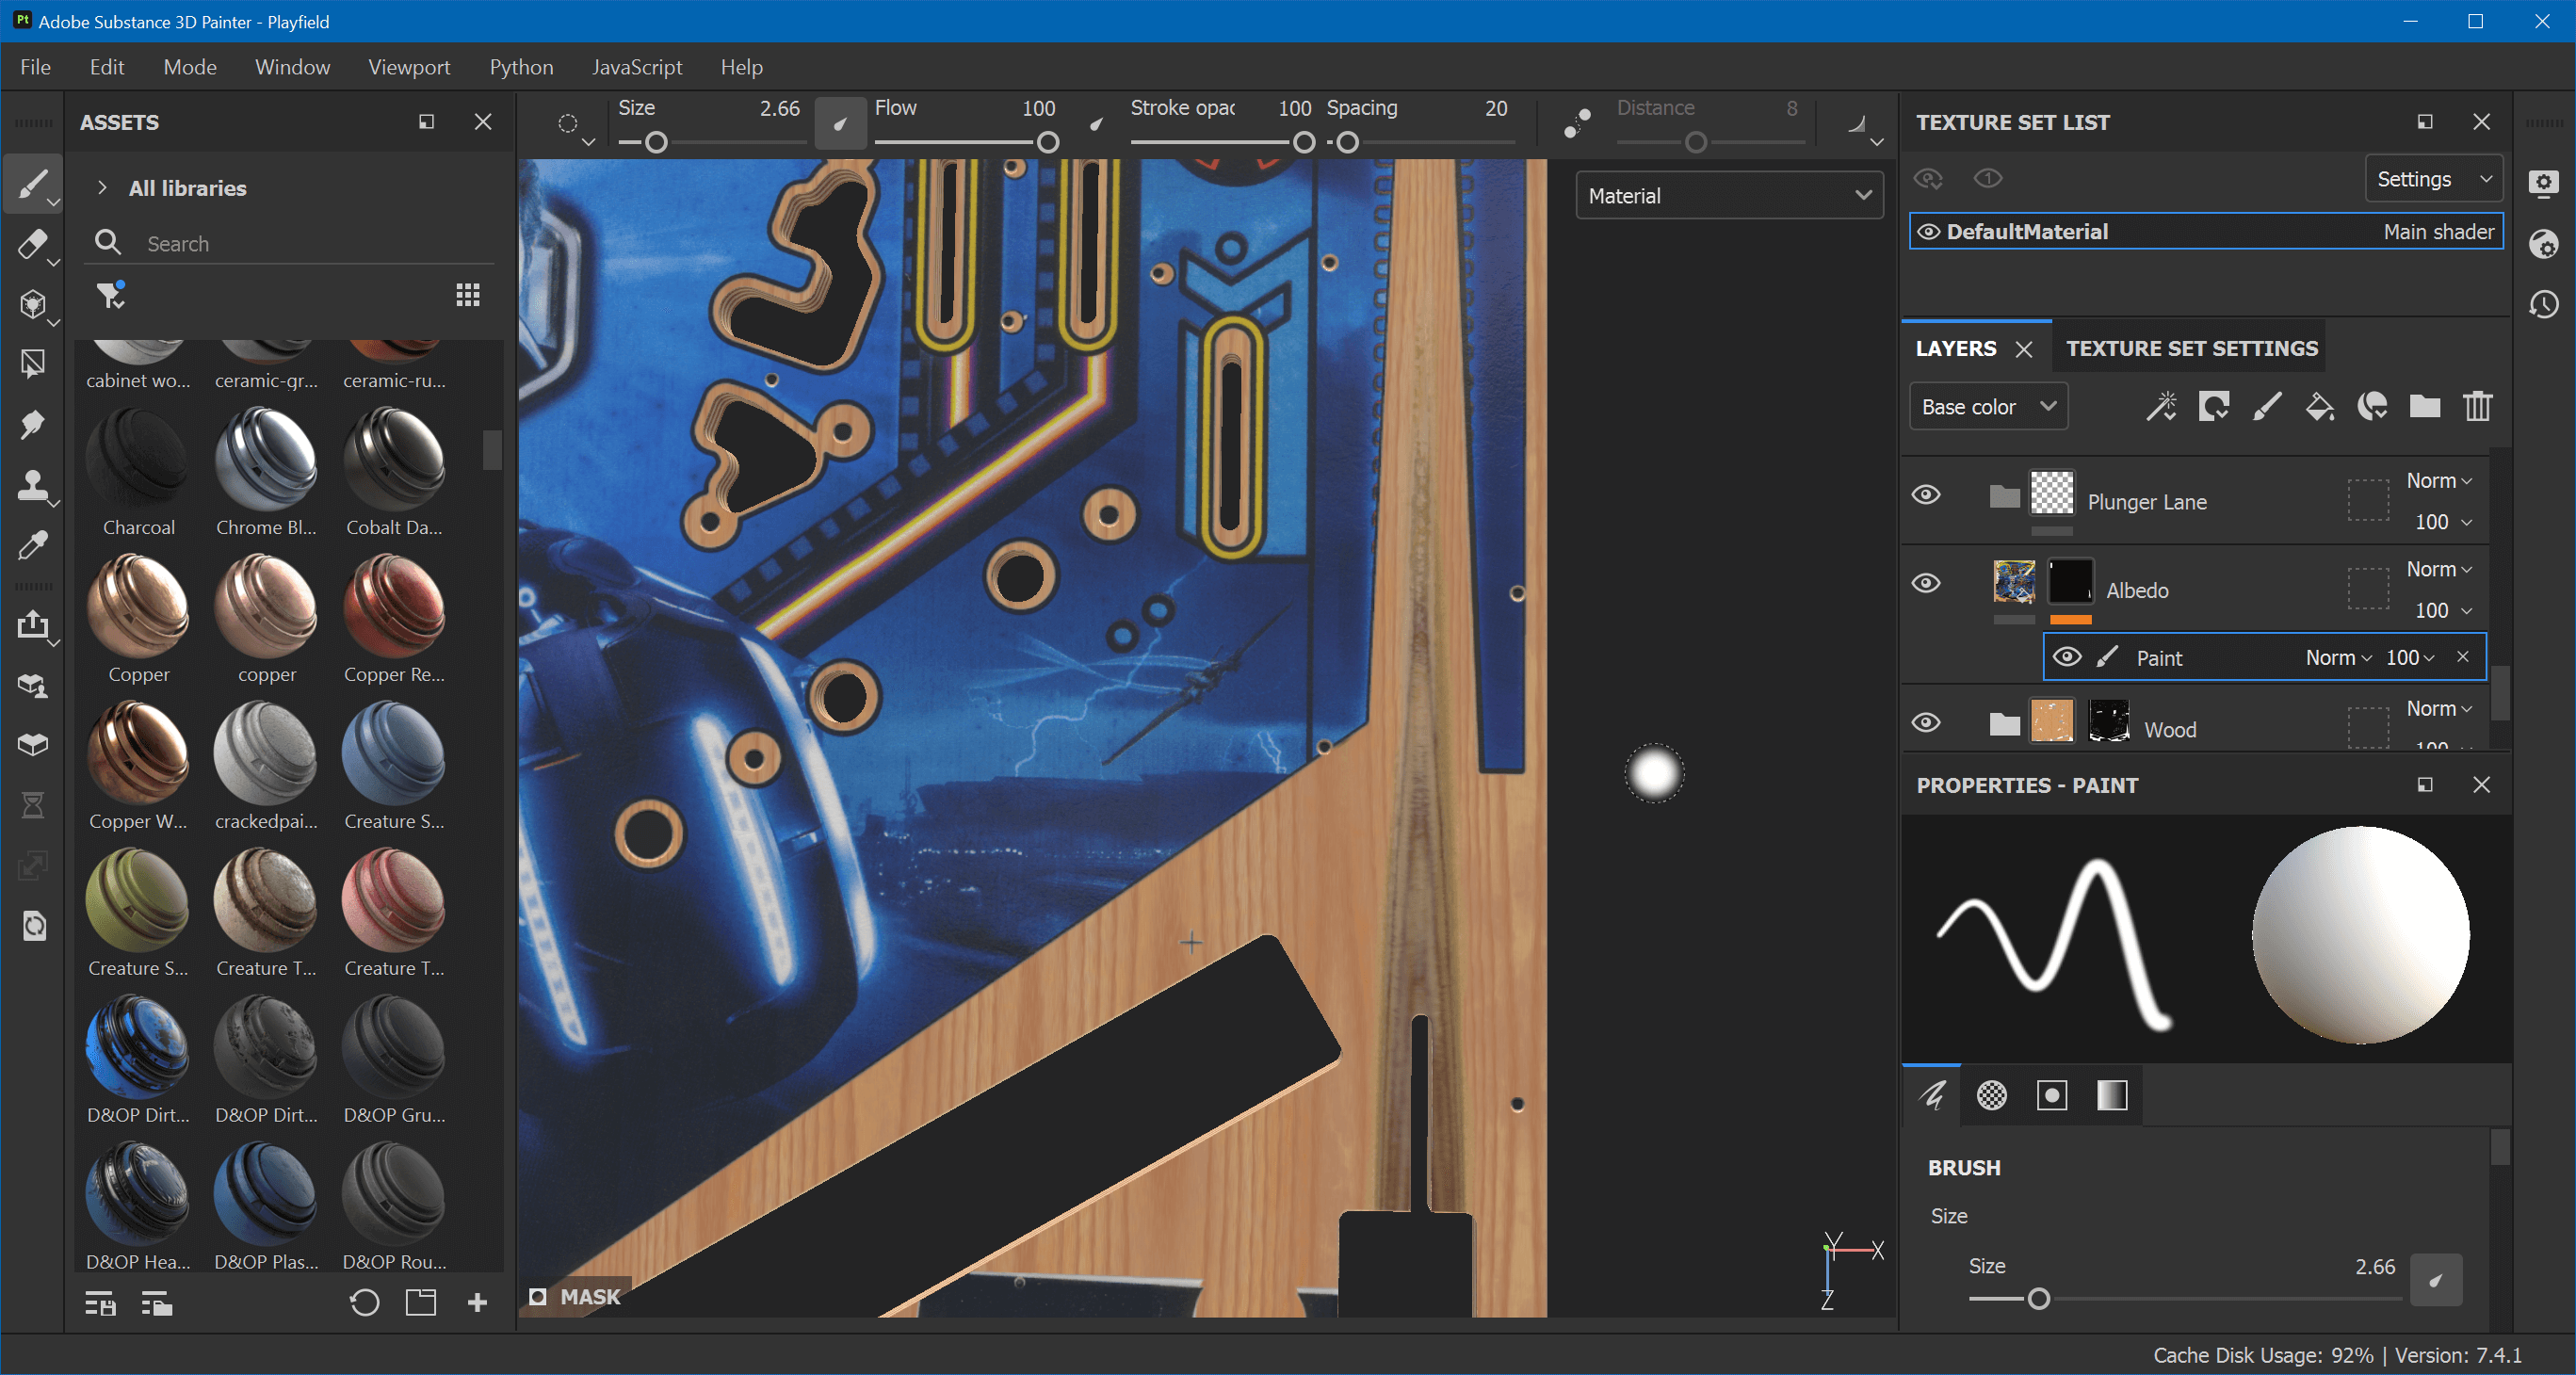 Pt Adobe Substance 3D Painter - Playfield
File Edit Mode Window Viewport Python JavaScript Help
ASSETS
All libraries
Search
cabinet wo... ceramic-gr... ceramic-ru...
Charcoal Chrome Bl... Cobalt Da...
Copper copper Copper Re...
Copper W... crackedpai... Creature S...
Creature S... Creature T... Creature T...
D&OP Dirt... D&OP Dirt... D&OP Gru...
D&OP Hea... D&OP Plas... D&OP Rou...
Size 2.66 Flow 100 Stroke opac 100 Spacing 20 Distance 8
Material
MASK
Y X
Z
TEXTURE SET LIST
1 Settings
DefaultMaterial Main shader
LAYERS TEXTURE SET SETTINGS
Base color
Plunger Lane Norm
100
Albedo Norm
100
Paint Norm 100
Wood Norm
100
PROPERTIES - PAINT
BRUSH
Size
Size 2.66
Cache Disk Usage: 92% | Version: 7.4.1